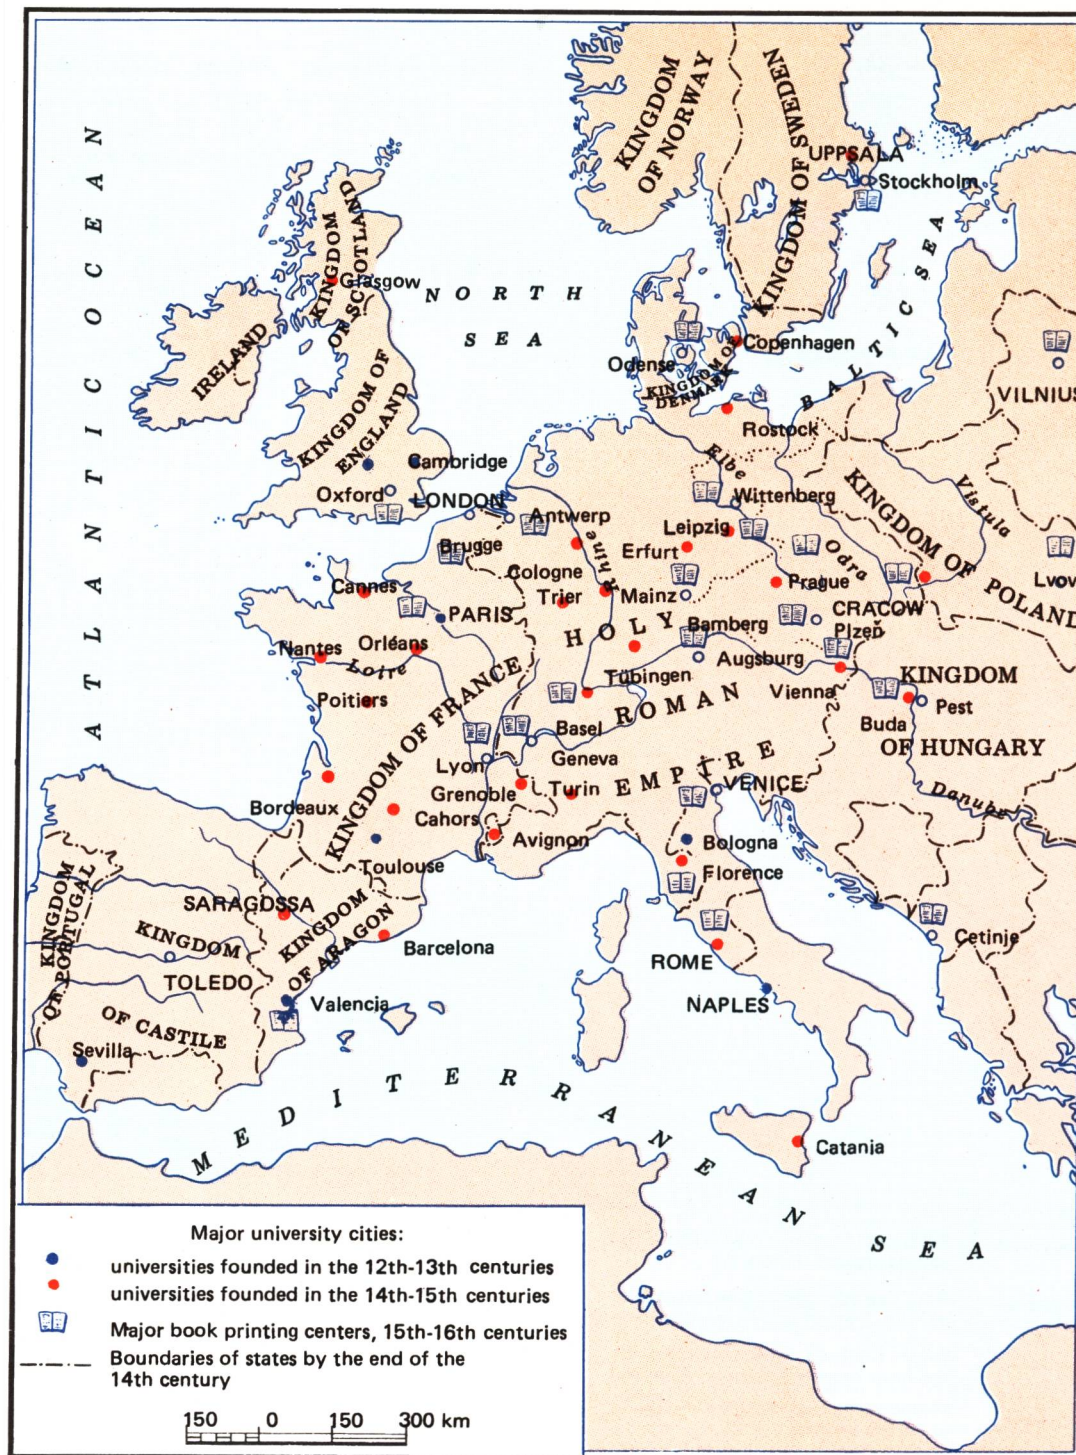 KINGDOM
OF NORWAY
KINGDOM OF SWEDEN
UPPSALA
Stockholm
ATLANTIC OCEAN
KINGDOM
OF SCOTLAND
Glasgow
NORTH
SEA
BALTIC SEA
IRELAND
Odense
Copenhagen
KINGDOM OF
DENMARK
VILNIUS
KINGDOM OF
ENGLAND
Rostock
Cambridge
Elbe
Oxford
LONDON
Wittenberg
Vistula
Antwerp
Leipzig
KINGDOM OF POLAND
Brugge
Rhine
Erfurt
Odra
Cologne
Cannes
Trier
Mainz
Prague
Lvov
PARIS
CRACOW
HOLY
Bamberg
Plzeň
Nantes
Orléans
Loire
Augsburg
Tübingen
Vienna
KINGDOM
Poitiers
KINGDOM OF FRANCE
ROMAN
Pest
Buda
Basel
OF HUNGARY
Lyon
Geneva
EMPIRE
Grenoble
Turin
VENICE
Danube
Bordeaux
Cahors
Avignon
Bologna
Toulouse
Florence
KINGDOM
OF PORTUGAL
SARAGOSSA
KINGDOM
OF ARAGON
KINGDOM
Barcelona
Cetinje
TOLEDO
ROME
Valencia
NAPLES
OF CASTILE
Sevilla
MEDITERRANEAN SEA
Catania
Major university cities:
universities founded in the 12th-13th centuries
universities founded in the 14th-15th centuries
Major book printing centers, 15th-16th centuries
Boundaries of states by the end of the
14th century
150 0 150 300 km